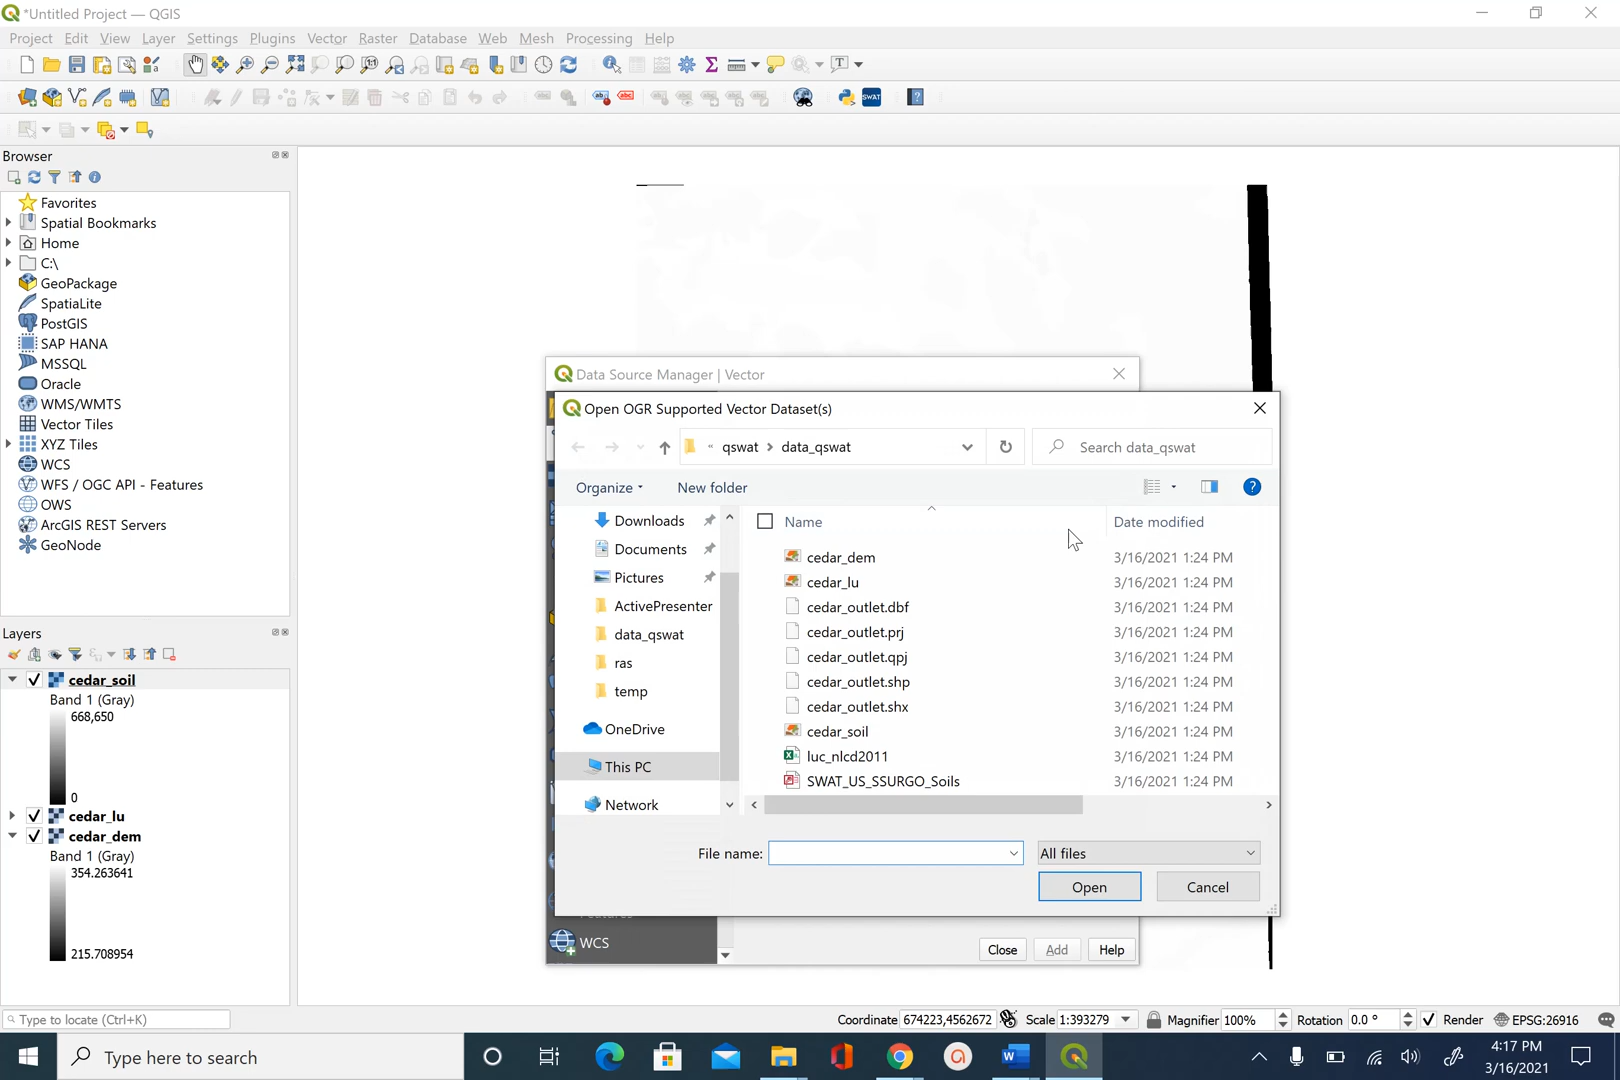 *Untitled Project — QGIS
Project Edit View Layer Settings Plugins Vector Raster Database Web Mesh Processing Help
Browser
Favorites
Spatial Bookmarks
Home
C:\
GeoPackage
SpatiaLite
PostGIS
SAP HANA
MSSQL
Oracle
WMS/WMTS
Vector Tiles
XYZ Tiles
WCS
WFS / OGC API - Features
OWS
ArcGIS REST Servers
GeoNode
Layers
cedar_soil
Band 1 (Gray)
668,650
0
cedar_lu
cedar_dem
Band 1 (Gray)
354.263641
215.708954
Data Source Manager | Vector
Open OGR Supported Vector Dataset(s)
« qswat > data_qswat
Search data_qswat
Organize New folder
Downloads
Documents
Pictures
ActivePresenter
data_qswat
ras
temp
OneDrive
This PC
Network
Name Date modified
cedar_dem 3/16/2021 1:24 PM
cedar_lu 3/16/2021 1:24 PM
cedar_outlet.dbf 3/16/2021 1:24 PM
cedar_outlet.prj 3/16/2021 1:24 PM
cedar_outlet.qpj 3/16/2021 1:24 PM
cedar_outlet.shp 3/16/2021 1:24 PM
cedar_outlet.shx 3/16/2021 1:24 PM
cedar_soil 3/16/2021 1:24 PM
luc_nlcd2011 3/16/2021 1:24 PM
SWAT_US_SSURGO_Soils 3/16/2021 1:24 PM
File name: All files
Open Cancel
WCS
Close Add Help
Type to locate (Ctrl+K)
Coordinate 674223,4562672 Scale 1:393279 Magnifier 100% Rotation 0.0 ° Render EPSG:26916
Type here to search
4:17 PM
3/16/2021